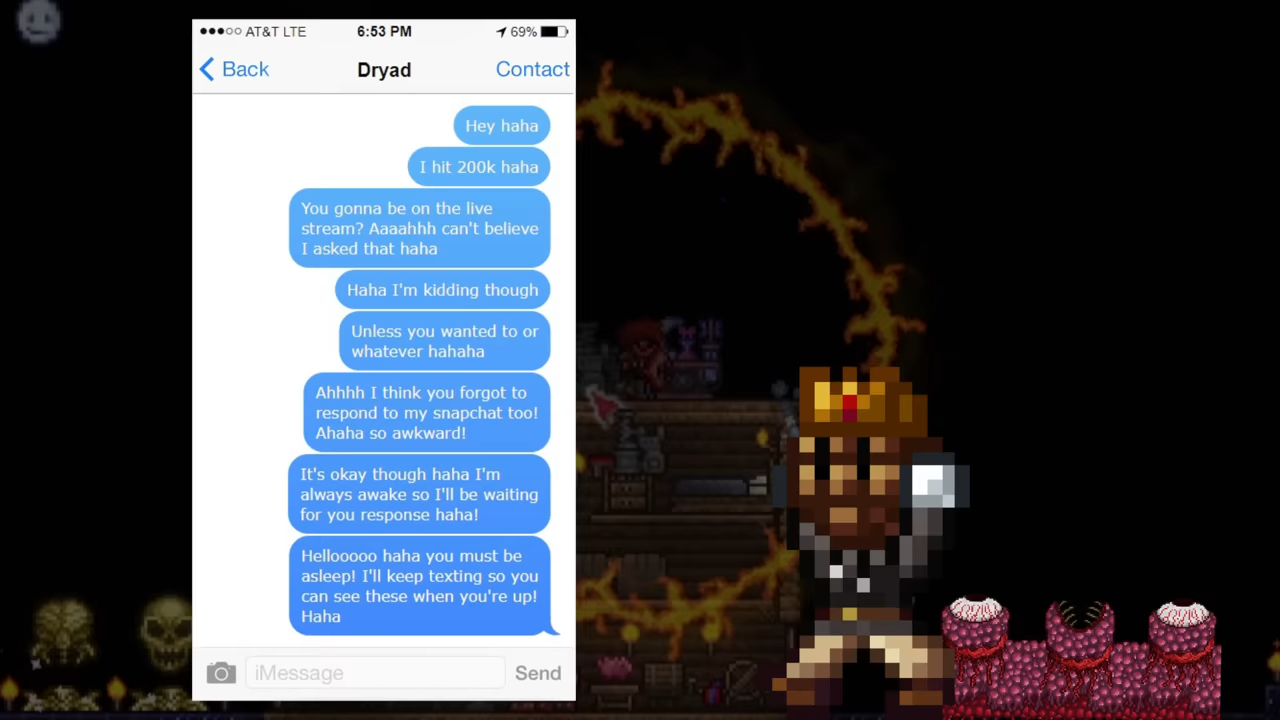 AT&T LTE 6:53 PM 69%
Back Dryad Contact
Hey haha
I hit 200k haha
You gonna be on the live
stream? Aaaahhh can't believe
I asked that haha
Haha I'm kidding though
Unless you wanted to or
whatever hahaha
Ahhhh I think you forgot to
respond to my snapchat too!
Ahaha so awkward!
It's okay though haha I'm
always awake so I'll be waiting
for you response haha!
Hellooooo haha you must be
asleep! I'll keep texting so you
can see these when you're up!
Haha
iMessage Send